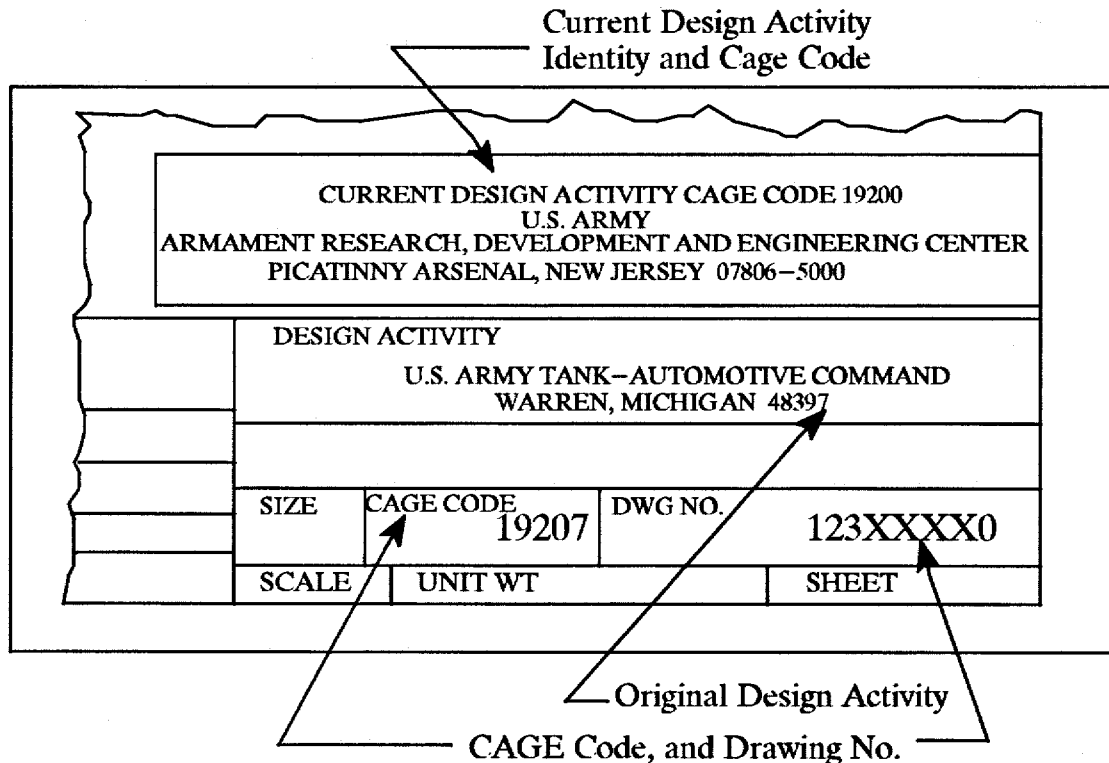 Current Design Activity
Identity and Cage Code
CURRENT DESIGN ACTIVITY CAGE CODE 19200
U.S. ARMY
ARMAMENT RESEARCH, DEVELOPMENT AND ENGINEERING CENTER
PICATINNY ARSENAL, NEW JERSEY 07806–5000
DESIGN ACTIVITY
U.S. ARMY TANK–AUTOMOTIVE COMMAND
WARREN, MICHIGAN 48397
SIZE CAGE CODE DWG NO.
19207 123XXXX0
SCALE UNIT WT SHEET
Original Design Activity
CAGE Code, and Drawing No.